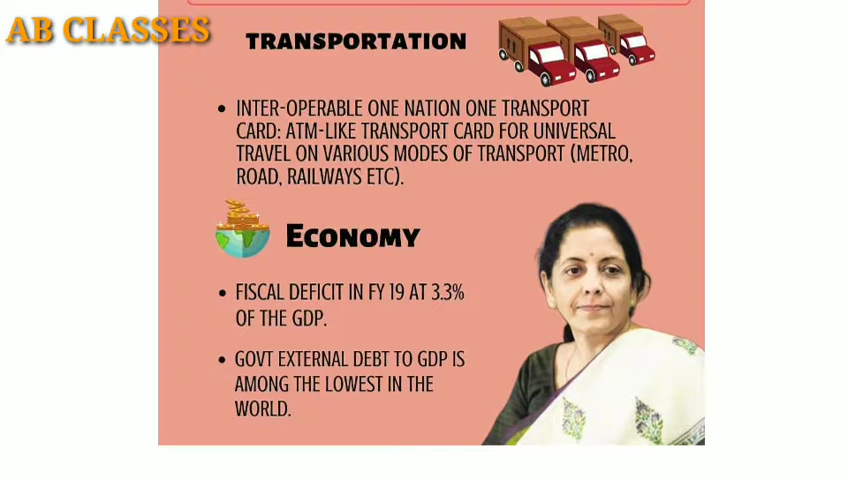 AB CLASSES
TRANSPORTATION
• INTER-OPERABLE ONE NATION ONE TRANSPORT
CARD: ATM-LIKE TRANSPORT CARD FOR UNIVERSAL
TRAVEL ON VARIOUS MODES OF TRANSPORT (METRO,
ROAD, RAILWAYS ETC).
ECONOMY
• FISCAL DEFICIT IN FY 19 AT 3.3%
OF THE GDP.
• GOVT EXTERNAL DEBT TO GDP IS
AMONG THE LOWEST IN THE
WORLD.